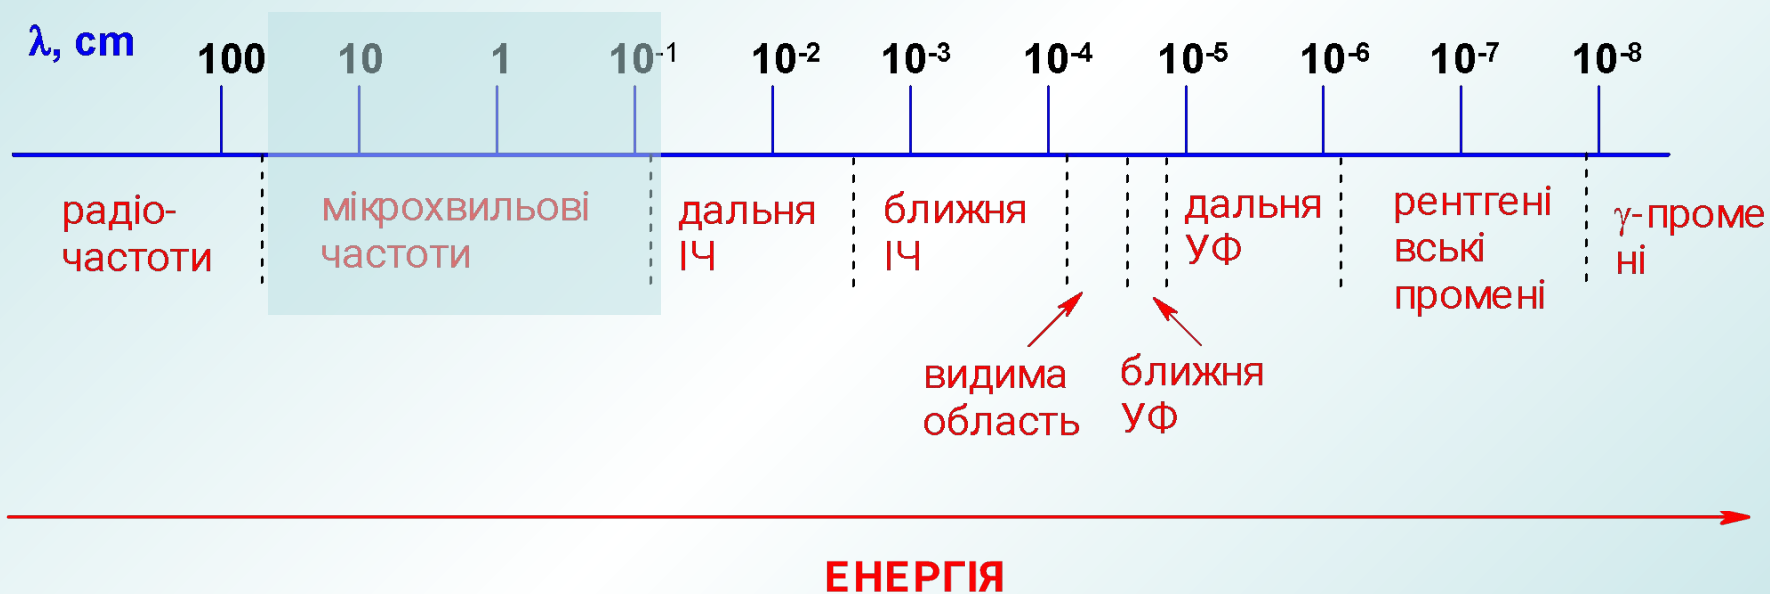 λ, cm
100 10 1 10⁻¹ 10⁻² 10⁻³ 10⁻⁴ 10⁻⁵ 10⁻⁶ 10⁻⁷ 10⁻⁸
радіо-
частоти
мікрохвильові
частоти
дальня
ІЧ
ближня
ІЧ
видима
область
ближня
УФ
дальня
УФ
рентгені
вські
промені
γ-проме
ні
ЕНЕРГІЯ